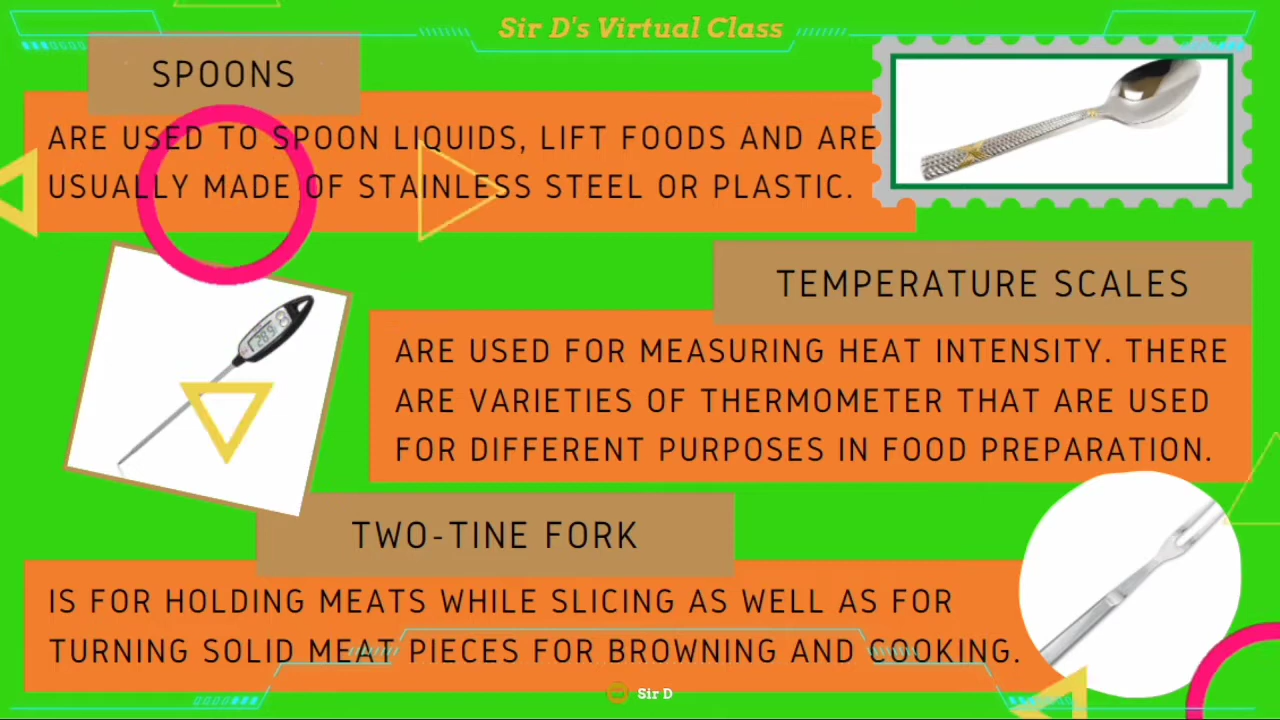 Sir D's Virtual Class
SPOONS
ARE USED TO SPOON LIQUIDS, LIFT FOODS AND ARE
USUALLY MADE OF STAINLESS STEEL OR PLASTIC.
TEMPERATURE SCALES
ARE USED FOR MEASURING HEAT INTENSITY. THERE
ARE VARIETIES OF THERMOMETER THAT ARE USED
FOR DIFFERENT PURPOSES IN FOOD PREPARATION.
TWO-TINE FORK
IS FOR HOLDING MEATS WHILE SLICING AS WELL AS FOR
TURNING SOLID MEAT PIECES FOR BROWNING AND COOKING.
Sir D